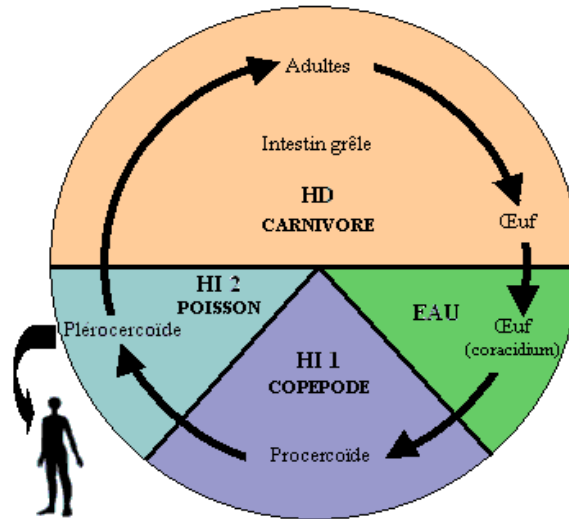 Adultes
Intestin grêle
HD
CARNIVORE
Œuf
HI 2
POISSON
EAU
Œuf
(coracidium)
Plérocercoïde
HI 1
COPEPODE
Procercoïde